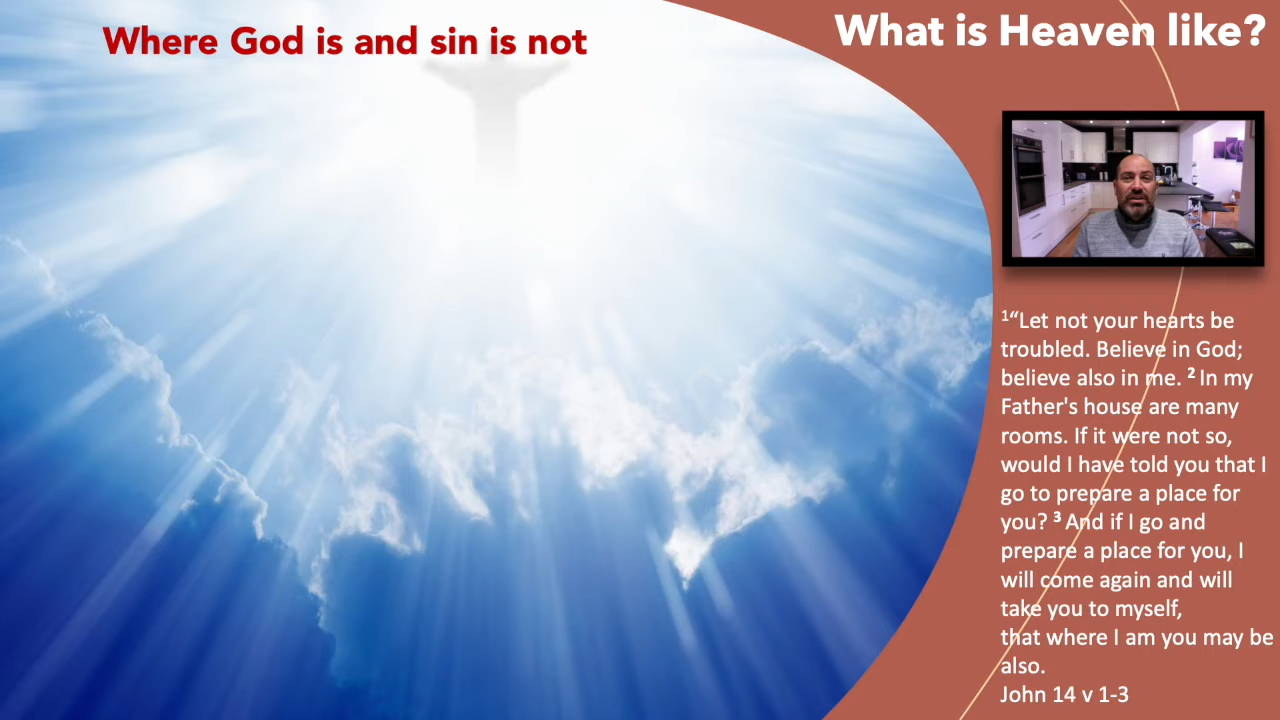 Where God is and sin is not
What is Heaven like?
¹“Let not your hearts be
troubled. Believe in God;
believe also in me. ² In my
Father's house are many
rooms. If it were not so,
would I have told you that I
go to prepare a place for
you? ³ And if I go and
prepare a place for you, I
will come again and will
take you to myself,
that where I am you may be
also.
John 14 v 1-3